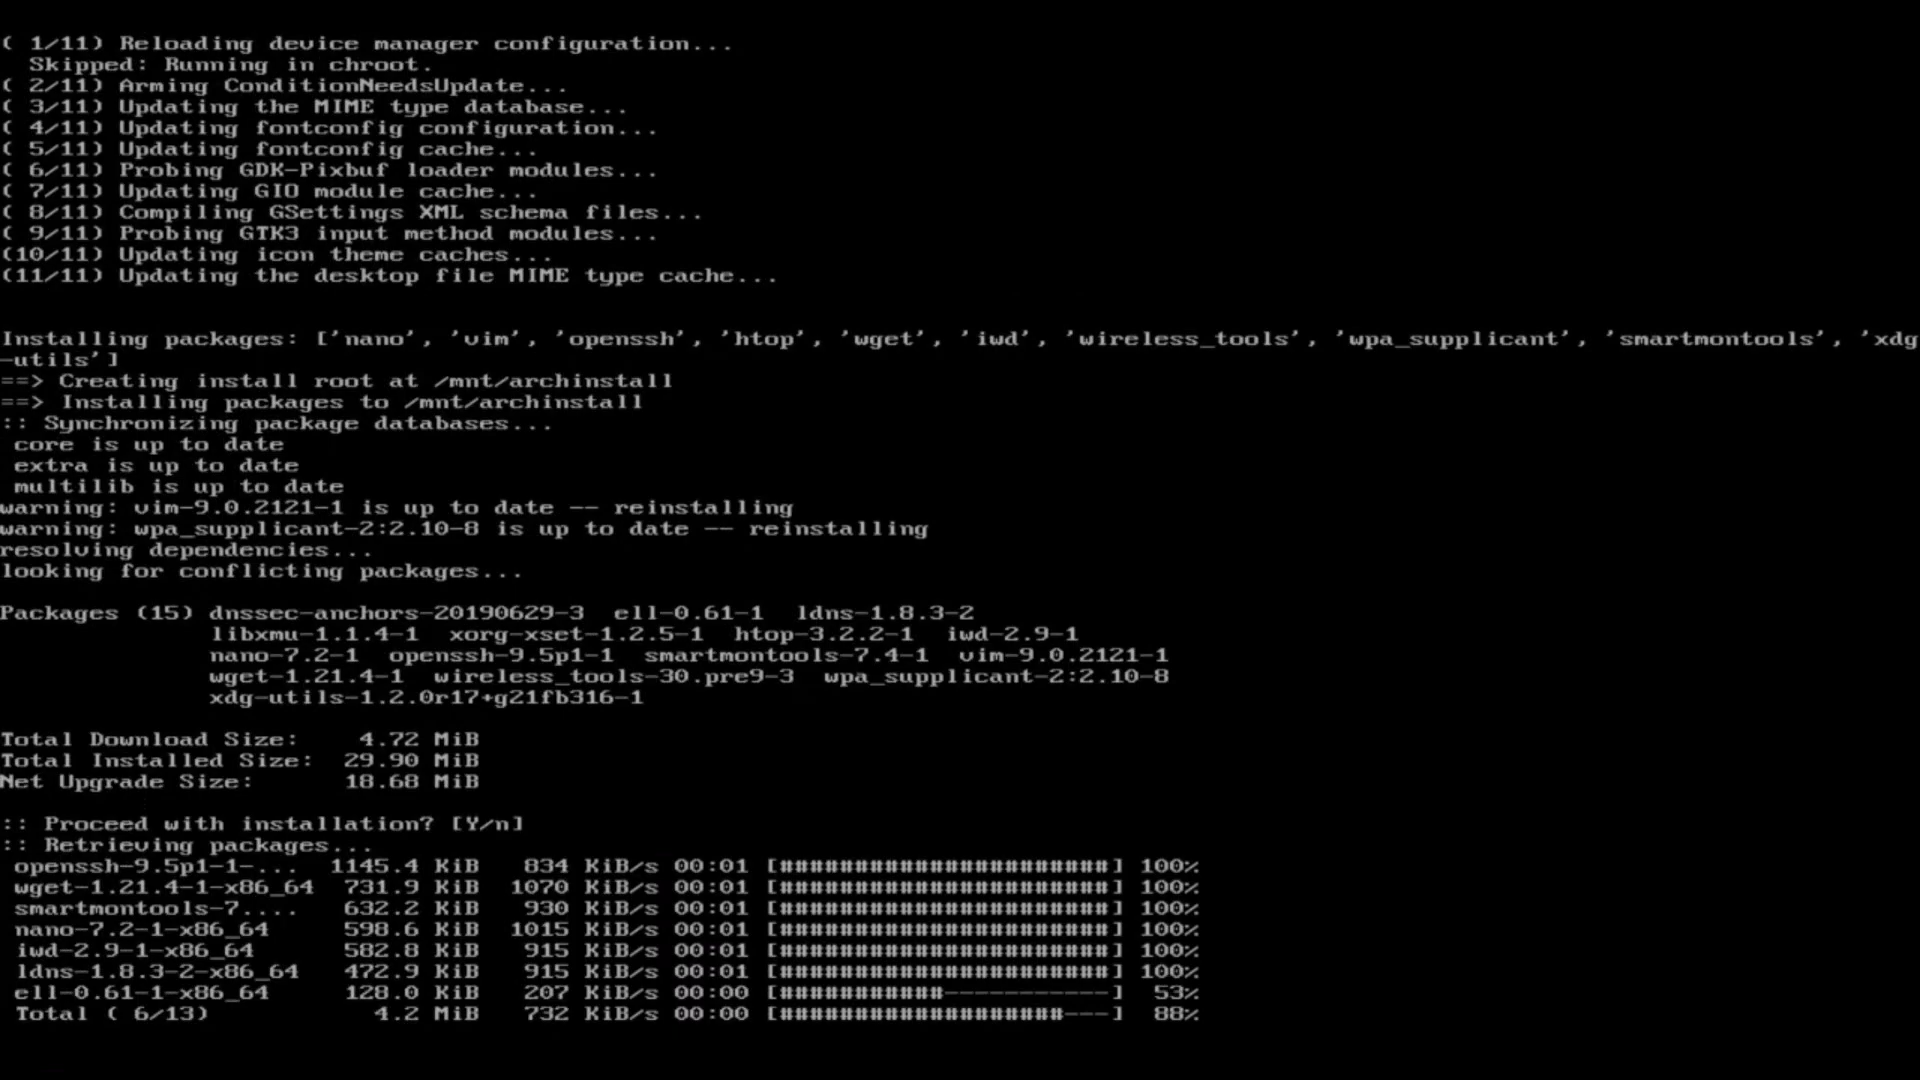 ( 1/11) Reloading device manager configuration...
  Skipped: Running in chroot.
( 2/11) Arming ConditionNeedsUpdate...
( 3/11) Updating the MIME type database...
( 4/11) Updating fontconfig configuration...
( 5/11) Updating fontconfig cache...
( 6/11) Probing GDK-Pixbuf loader modules...
( 7/11) Updating GIO module cache...
( 8/11) Compiling GSettings XML schema files...
( 9/11) Probing GTK3 input method modules...
(10/11) Updating icon theme caches...
(11/11) Updating the desktop file MIME type cache...
Installing packages: ['nano', 'vim', 'openssh', 'htop', 'wget', 'iwd', 'wireless_tools', 'wpa_supplicant', 'smartmontools', 'xdg
-utils']
==> Creating install root at /mnt/archinstall
==> Installing packages to /mnt/archinstall
:: Synchronizing package databases...
 core is up to date
 extra is up to date
 multilib is up to date
warning: vim-9.0.2121-1 is up to date -- reinstalling
warning: wpa_supplicant-2:2.10-8 is up to date -- reinstalling
resolving dependencies...
looking for conflicting packages...
Packages (15) dnssec-anchors-20190629-3  ell-0.61-1  ldns-1.8.3-2
              libxmu-1.1.4-1  xorg-xset-1.2.5-1  htop-3.2.2-1  iwd-2.9-1
              nano-7.2-1  openssh-9.5p1-1  smartmontools-7.4-1  vim-9.0.2121-1
              wget-1.21.4-1  wireless_tools-30.pre9-3  wpa_supplicant-2:2.10-8
              xdg-utils-1.2.0r17+g21fb316-1
Total Download Size:    4.72 MiB
Total Installed Size:  29.90 MiB
Net Upgrade Size:      18.68 MiB
:: Proceed with installation? [Y/n]
:: Retrieving packages...
 openssh-9.5p1-1-...  1145.4 KiB   834 KiB/s 00:01 [######################] 100%
 wget-1.21.4-1-x86_64  731.9 KiB  1070 KiB/s 00:01 [######################] 100%
 smartmontools-7....   632.2 KiB   930 KiB/s 00:01 [######################] 100%
 nano-7.2-1-x86_64     598.6 KiB  1015 KiB/s 00:01 [######################] 100%
 iwd-2.9-1-x86_64      582.8 KiB   915 KiB/s 00:01 [######################] 100%
 ldns-1.8.3-2-x86_64   472.9 KiB   915 KiB/s 00:01 [######################] 100%
 ell-0.61-1-x86_64     128.0 KiB   207 KiB/s 00:00 [###########-----------]  53%
 Total ( 6/13)           4.2 MiB   732 KiB/s 00:00 [###################---]  88%